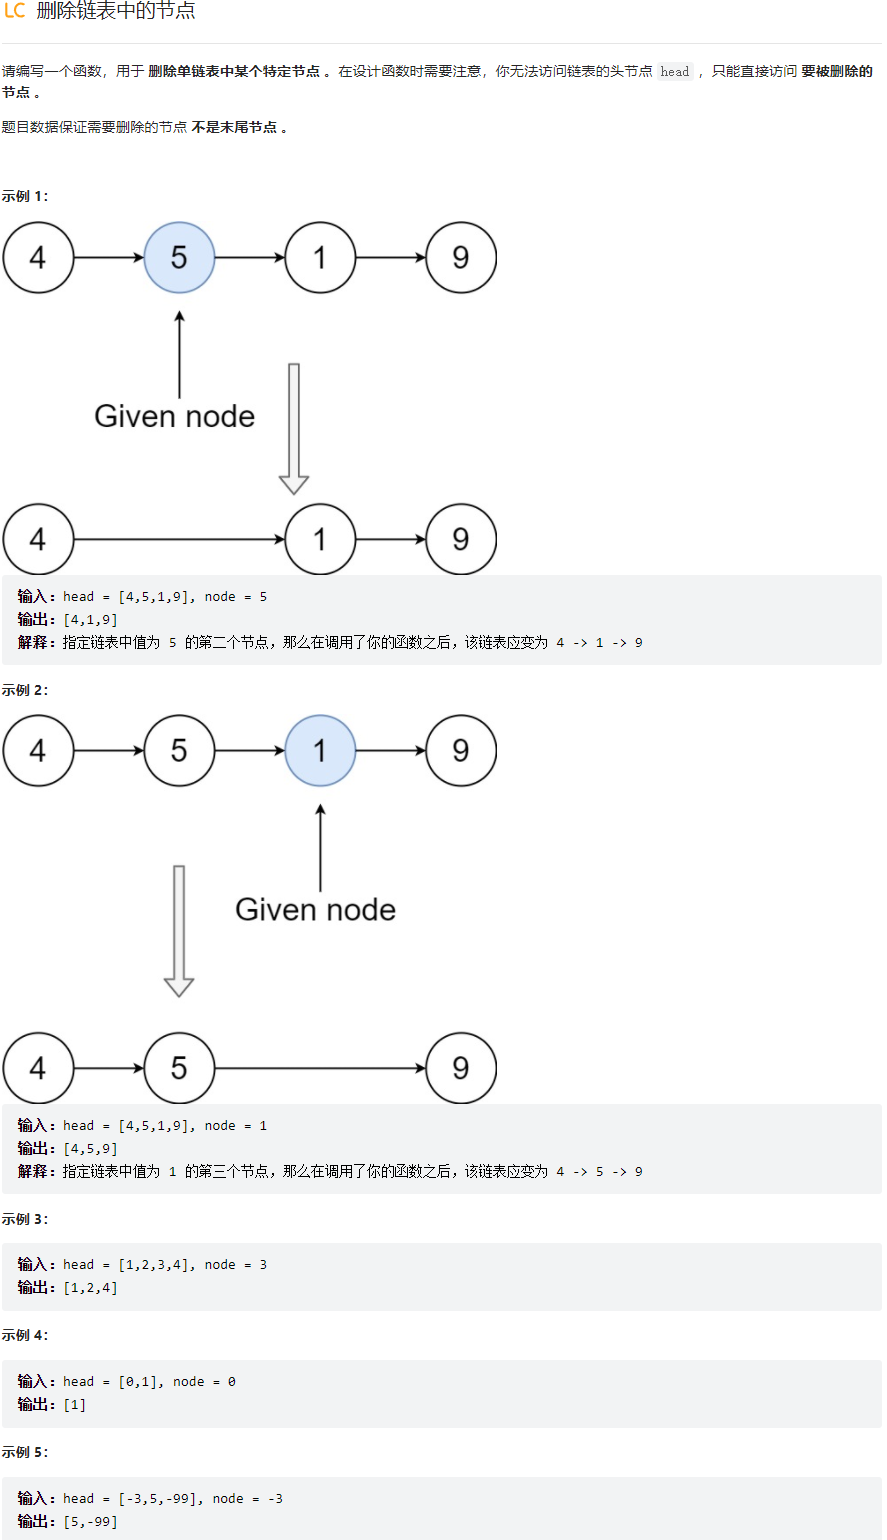 LC 删除链表中的节点
请编写一个函数，用于 删除单链表中某个特定节点 。在设计函数时需要注意，你无法访问链表的头节点 head ，只能直接访问 要被删除的
节点 。
题目数据保证需要删除的节点 不是末尾节点 。
示例 1：
4 5 1 9
Given node
4 1 9
输入：head = [4,5,1,9], node = 5
输出：[4,1,9]
解释：指定链表中值为 5 的第二个节点，那么在调用了你的函数之后，该链表应变为 4 -> 1 -> 9
示例 2：
4 5 1 9
Given node
4 5 9
输入：head = [4,5,1,9], node = 1
输出：[4,5,9]
解释：指定链表中值为 1 的第三个节点，那么在调用了你的函数之后，该链表应变为 4 -> 5 -> 9
示例 3：
输入：head = [1,2,3,4], node = 3
输出：[1,2,4]
示例 4：
输入：head = [0,1], node = 0
输出：[1]
示例 5：
输入：head = [-3,5,-99], node = -3
输出：[5,-99]